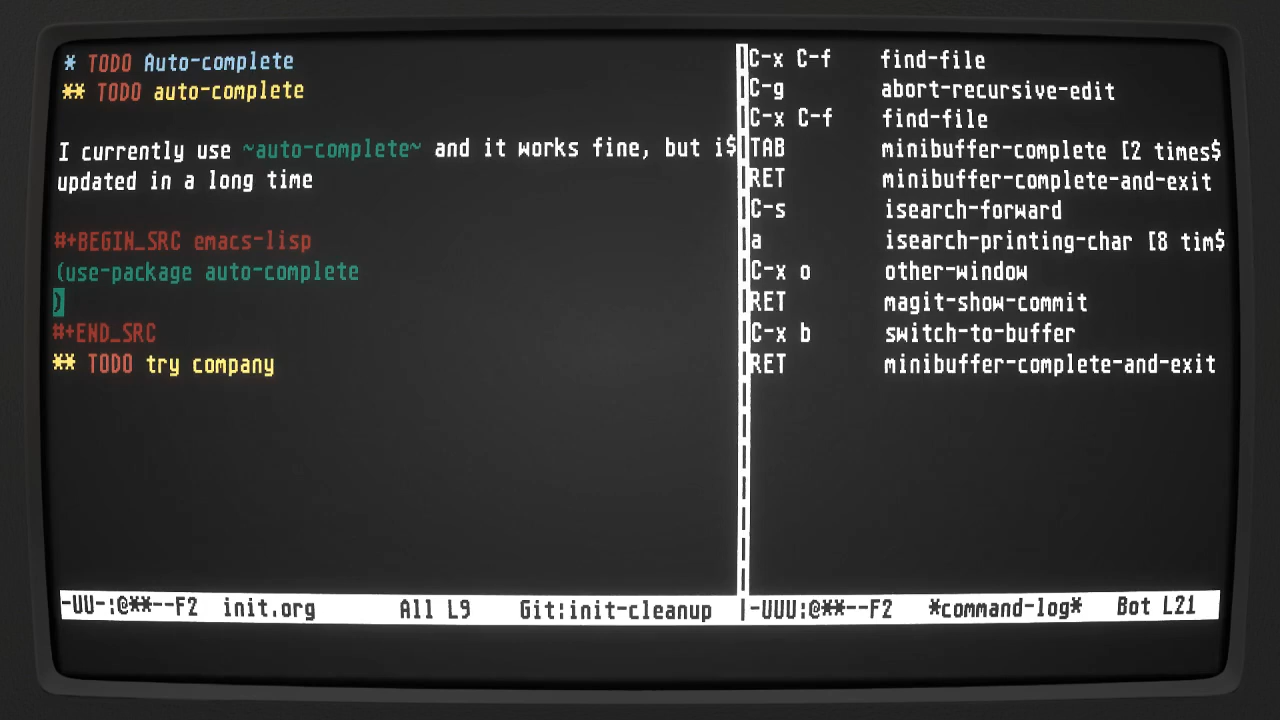 * TODO Auto-complete
** TODO auto-complete
I currently use ~auto-complete~ and it works fine, but i$
updated in a long time
#+BEGIN_SRC emacs-lisp
(use-package auto-complete
)
#+END_SRC
** TODO try company
-UU-:@**--F2 init.org All L9 Git:init-cleanup
C-x C-f find-file
C-g abort-recursive-edit
C-x C-f find-file
TAB minibuffer-complete [2 times$
RET minibuffer-complete-and-exit
C-s isearch-forward
a isearch-printing-char [8 tim$
C-x o other-window
RET magit-show-commit
C-x b switch-to-buffer
RET minibuffer-complete-and-exit
|-UUU:@**--F2 *command-log* Bot L21